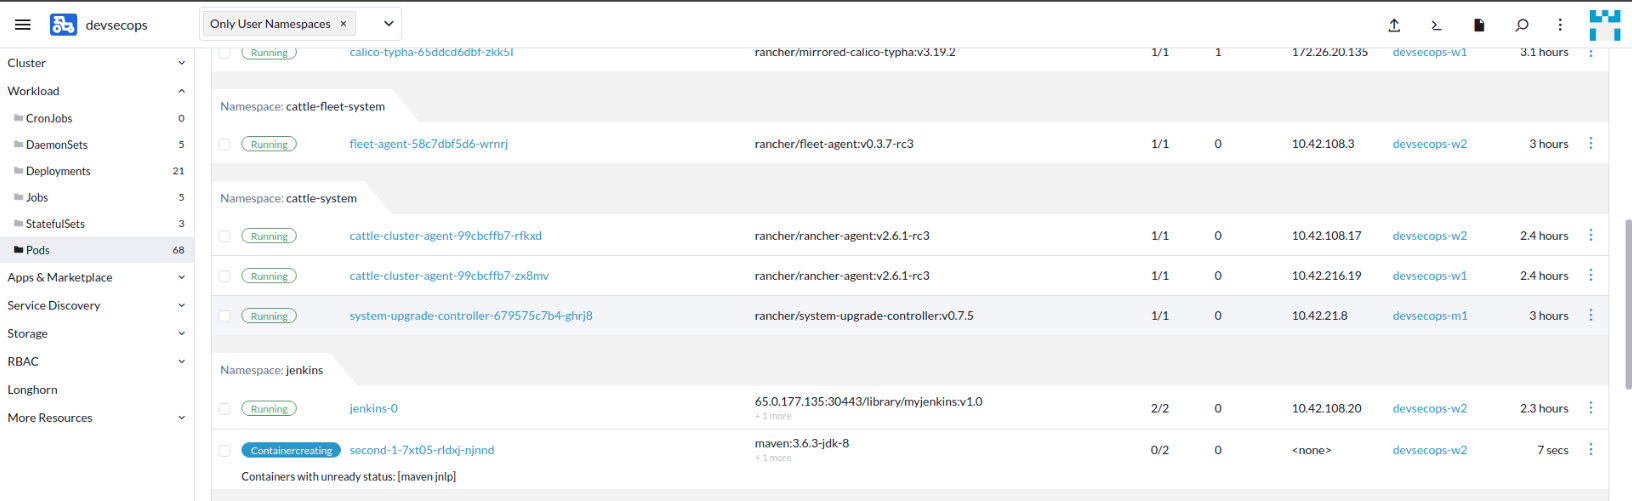 devsecops
Only User Namespaces ×
Cluster
Workload
CronJobs 0
DaemonSets 5
Deployments 21
Jobs 5
StatefulSets 3
Pods 68
Apps & Marketplace
Service Discovery
Storage
RBAC
Longhorn
More Resources
Running calico-typha-65ddcd6dbf-zkk5l rancher/mirrored-calico-typha:v3.19.2 1/1 1 172.26.20.135 devsecops-w1 3.1 hours
Namespace: cattle-fleet-system
Running fleet-agent-58c7dbf5d6-wrnrj rancher/fleet-agent:v0.3.7-rc3 1/1 0 10.42.108.3 devsecops-w2 3 hours
Namespace: cattle-system
Running cattle-cluster-agent-99cbcffb7-rfkxd rancher/rancher-agent:v2.6.1-rc3 1/1 0 10.42.108.17 devsecops-w2 2.4 hours
Running cattle-cluster-agent-99cbcffb7-zx8mv rancher/rancher-agent:v2.6.1-rc3 1/1 0 10.42.216.19 devsecops-w1 2.4 hours
Running system-upgrade-controller-679575c7b4-ghrj8 rancher/system-upgrade-controller:v0.7.5 1/1 0 10.42.21.8 devsecops-m1 3 hours
Namespace: jenkins
Running jenkins-0 65.0.177.135:30443/library/myjenkins:v1.0 2/2 0 10.42.108.20 devsecops-w2 2.3 hours
+ 1 more
Containercreating second-1-7xt05-rldxj-njnnd maven:3.6.3-jdk-8 0/2 0 <none> devsecops-w2 7 secs
+ 1 more
Containers with unready status: [maven jnlp]